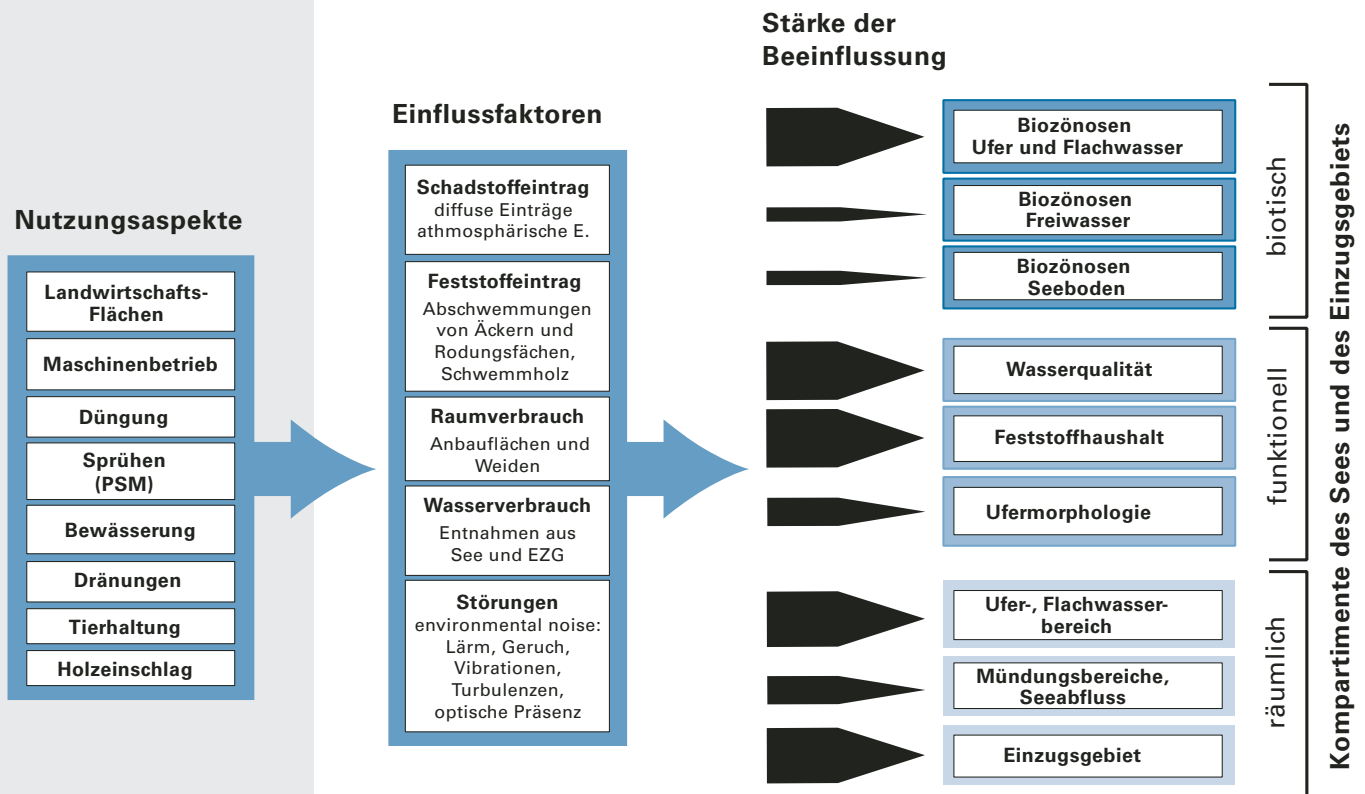 Nutzungsaspekte
Landwirtschafts-
Flächen
Maschinenbetrieb
Düngung
Sprühen
(PSM)
Bewässerung
Dränungen
Tierhaltung
Holzeinschlag
Einflussfaktoren
Schadstoffeintrag
diffuse Einträge
athmosphärische E.
Feststoffeintrag
Abschwemmungen
von Äckern und
Rodungsfächen,
Schwemmholz
Raumverbrauch
Anbauflächen und
Weiden
Wasserverbrauch
Entnahmen aus
See und EZG
Störungen
environmental noise:
Lärm, Geruch,
Vibrationen,
Turbulenzen,
optische Präsenz
Stärke der
Beeinflussung
Biozönosen
Ufer und Flachwasser
Biozönosen
Freiwasser
Biozönosen
Seeboden
biotisch
Wasserqualität
Feststoffhaushalt
Ufermorphologie
funktionell
Ufer-, Flachwasser-
bereich
Mündungsbereiche,
Seeabfluss
Einzugsgebiet
räumlich
Kompartimente des Sees und des Einzugsgebiets